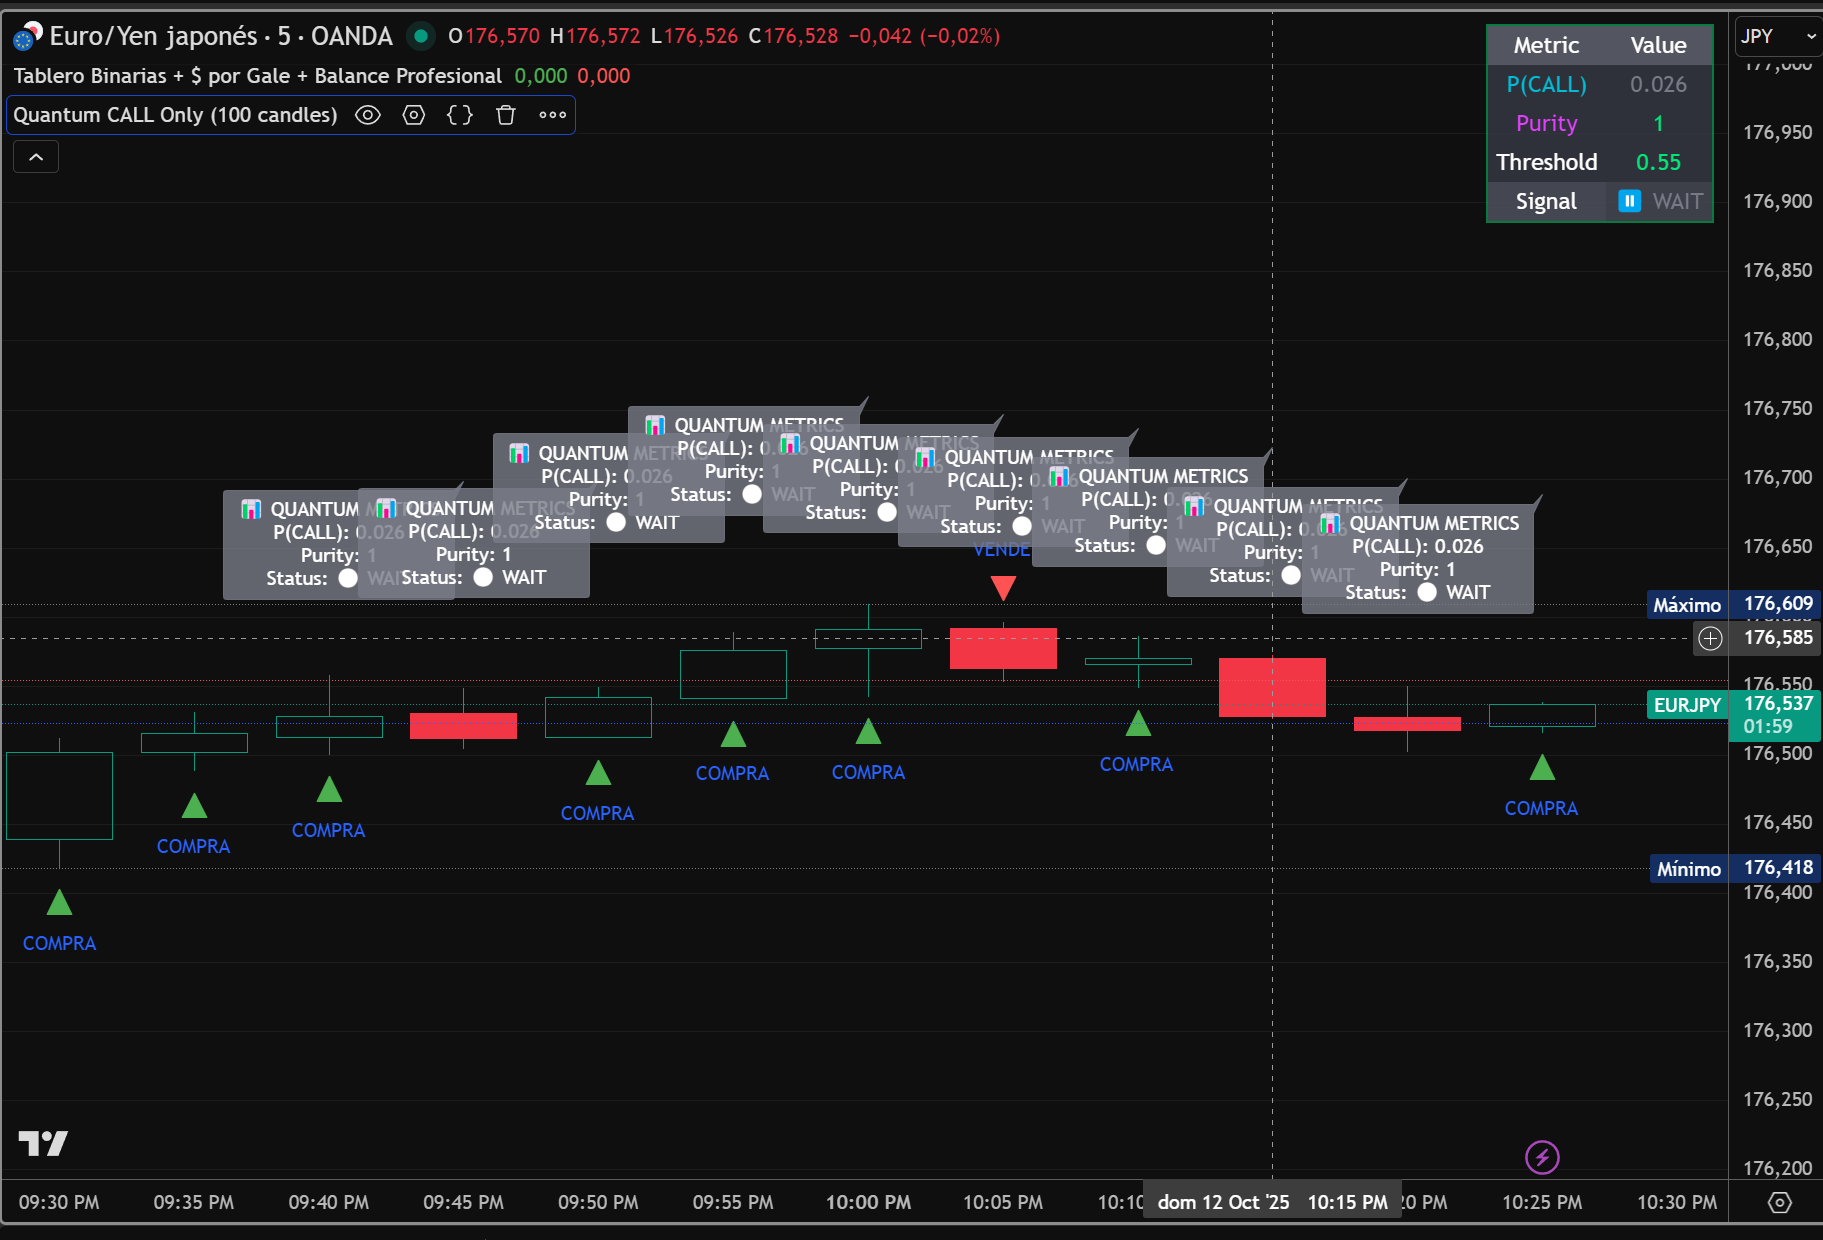 Euro/Yen japonés · 5 · OANDA O176,570 H176,572 L176,526 C176,528 −0,042 (−0,02%)
Tablero Binarias + $ por Gale + Balance Profesional 0,000 0,000
Quantum CALL Only (100 candles)
Metric Value
P(CALL) 0.026
Purity 1
Threshold 0.55
Signal WAIT
JPY
177,000
176,950
176,900
176,850
176,800
176,750
176,700
176,650
Máximo 176,609
176,585
176,550
EURJPY 176,537
01:59
176,500
176,450
Mínimo 176,418
176,400
176,350
176,300
176,250
176,200
QUANTUM METRICS
P(CALL): 0.026
Purity: 1
Status: WAIT
QUANTUM METRICS
P(CALL): 0.026
Purity: 1
Status: WAIT
QUANTUM METRICS
P(CALL): 0.026
Purity: 1
Status: WAIT
QUANTUM METRICS
P(CALL): 0.026
Purity: 1
Status: WAIT
QUANTUM METRICS
P(CALL): 0.026
Purity: 1
Status: WAIT
QUANTUM METRICS
P(CALL): 0.026
Purity: 1
Status: WAIT
QUANTUM METRICS
P(CALL): 0.026
Purity: 1
Status: WAIT
QUANTUM METRICS
P(CALL): 0.026
Purity: 1
Status: WAIT
QUANTUM METRICS
P(CALL): 0.026
Purity: 1
Status: WAIT
VENDE
COMPRA
COMPRA
COMPRA
COMPRA
COMPRA
COMPRA
COMPRA
COMPRA
09:30 PM 09:35 PM 09:40 PM 09:45 PM 09:50 PM 09:55 PM 10:00 PM 10:05 PM 10:10 dom 12 Oct '25 10:15 PM 20 PM 10:25 PM 10:30 PM